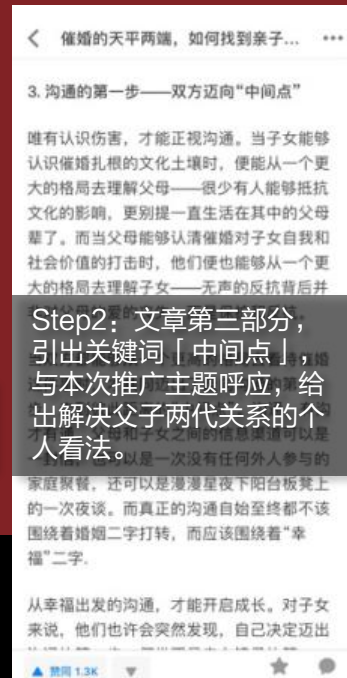 催婚的天平两端，如何找到亲子...
3. 沟通的第一步——双方迈向“中间点”
唯有认识伤害，才能正视沟通。当子女能够
认识催婚扎根的文化土壤时，便能从一个更
大的格局去理解父母——很少有人能够抵抗
文化的影响，更别提一直生活在其中的父母
辈了。而当父母能够认清催婚对子女自我和
社会价值的打击时，他们便也能够从一个更
大的格局去理解子女——无声的反抗背后并
Step2：文章第三部分，
引出关键词「中间点」，
与本次推广主题呼应，给
出解决父子两代关系的个
人看法。
家庭聚餐，还可以是漫漫星夜下阳台板凳上
的一次夜谈。而真正的沟通自始至终都不该
围绕着婚姻二字打转，而应该围绕着“幸
福”二字.
从幸福出发的沟通，才能开启成长。对子女
来说，他们也许会突然发现，自己决定迈出
赞同 1.3K